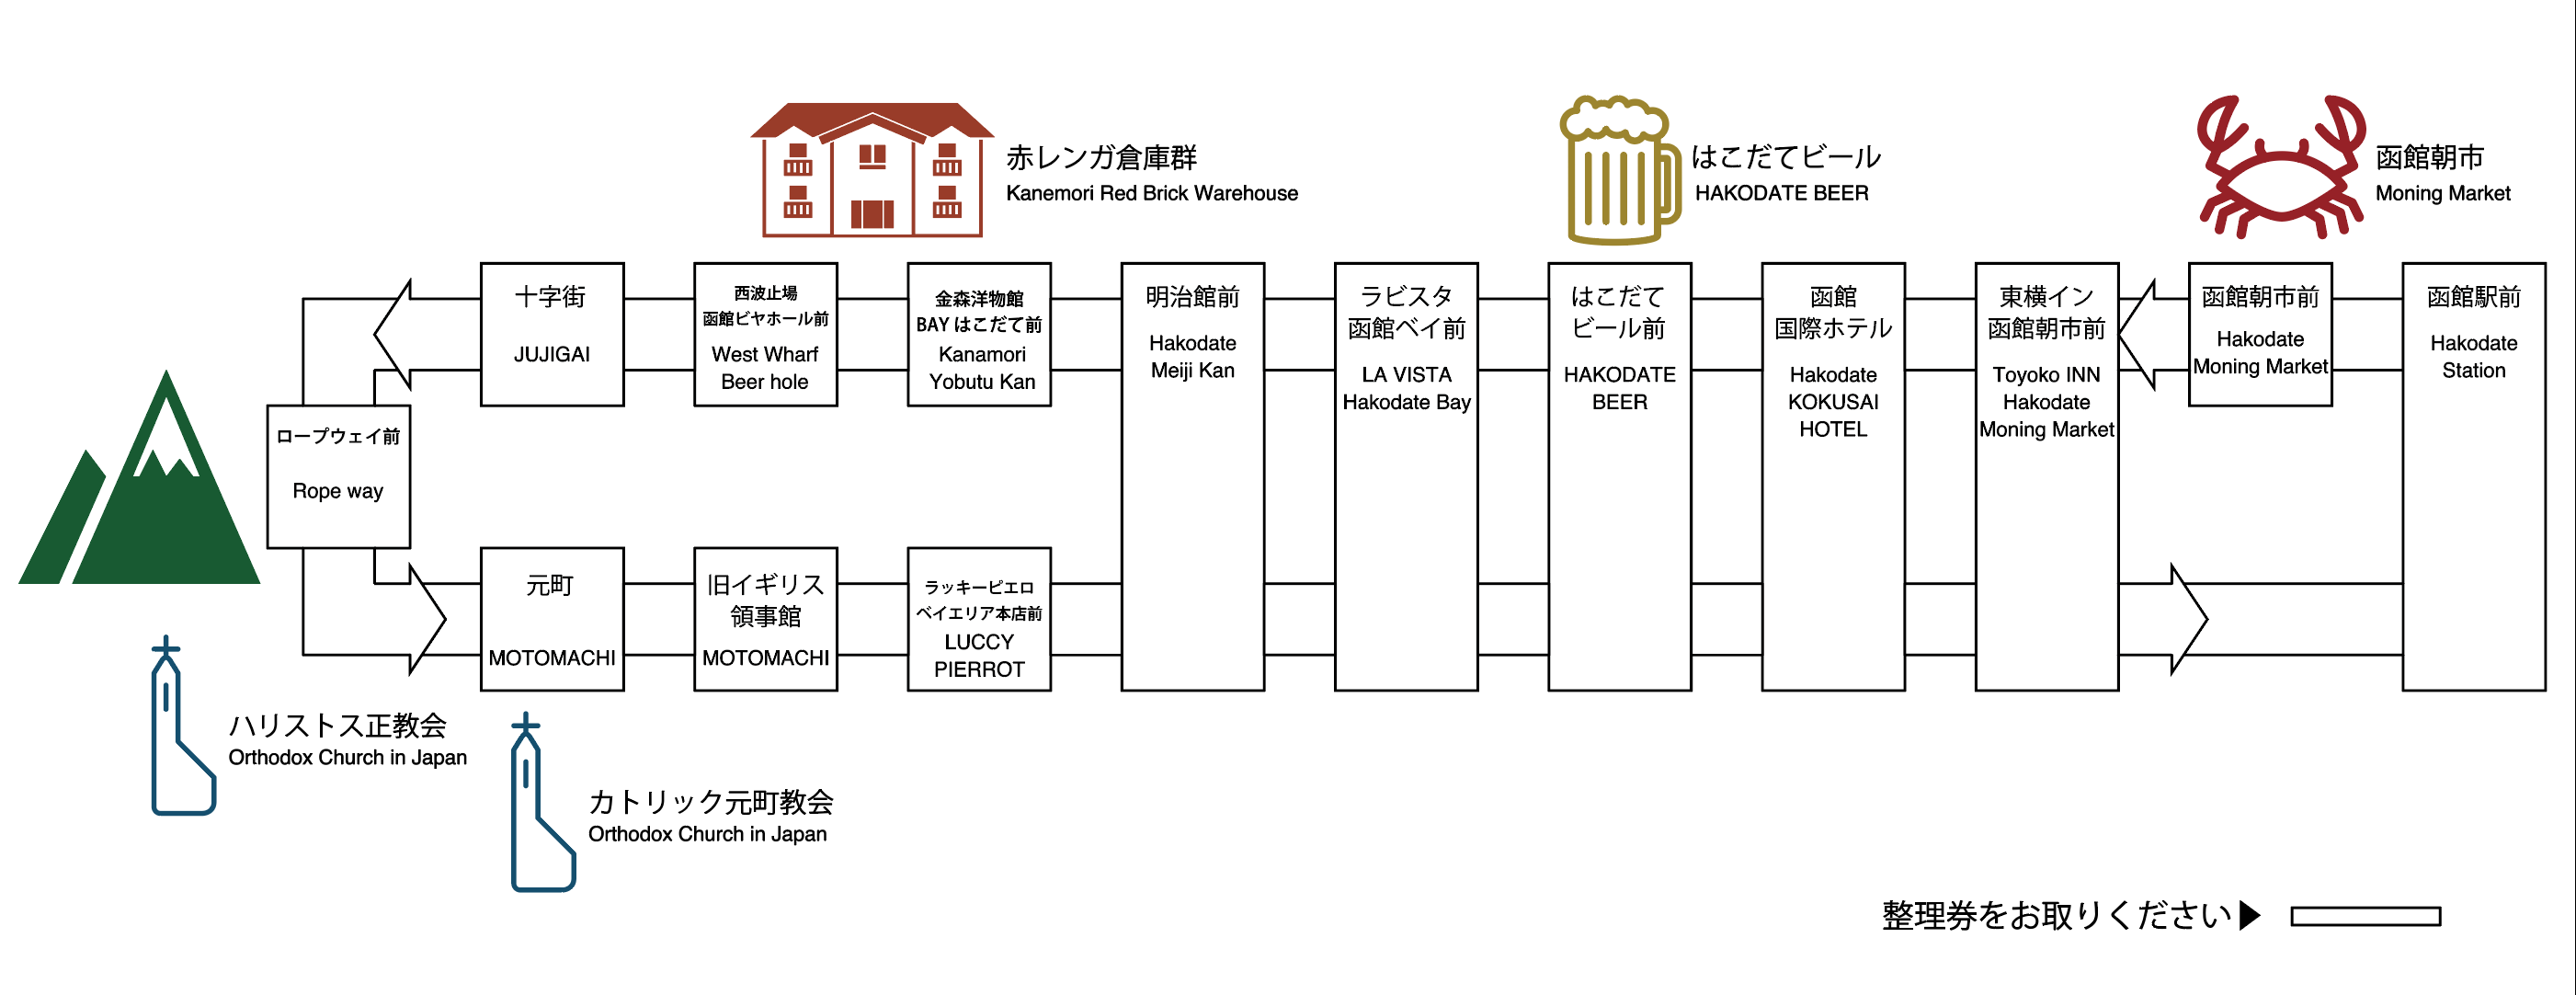 赤レンガ倉庫群
Kanemori Red Brick Warehouse
はこだてビール
HAKODATE BEER
函館朝市
Moning Market
十字街
JUJIGAI
西波止場
函館ビヤホール前
West Wharf
Beer hole
金森洋物館
BAYはこだて前
Kanamori
Yobutu Kan
明治館前
Hakodate
Meiji Kan
ラビスタ
函館ベイ前
LA VISTA
Hakodate Bay
はこだて
ビール前
HAKODATE
BEER
函館
国際ホテル
Hakodate
KOKUSAI
HOTEL
東横イン
函館朝市前
Toyoko INN
Hakodate
Moning Market
函館朝市前
Hakodate
Moning Market
函館駅前
Hakodate
Station
ロープウェイ前
Rope way
元町
MOTOMACHI
旧イギリス
領事館
MOTOMACHI
ラッキーピエロ
ベイエリア本店前
LUCCY
PIERROT
ハリストス正教会
Orthodox Church in Japan
カトリック元町教会
Orthodox Church in Japan
整理券をお取りください▶